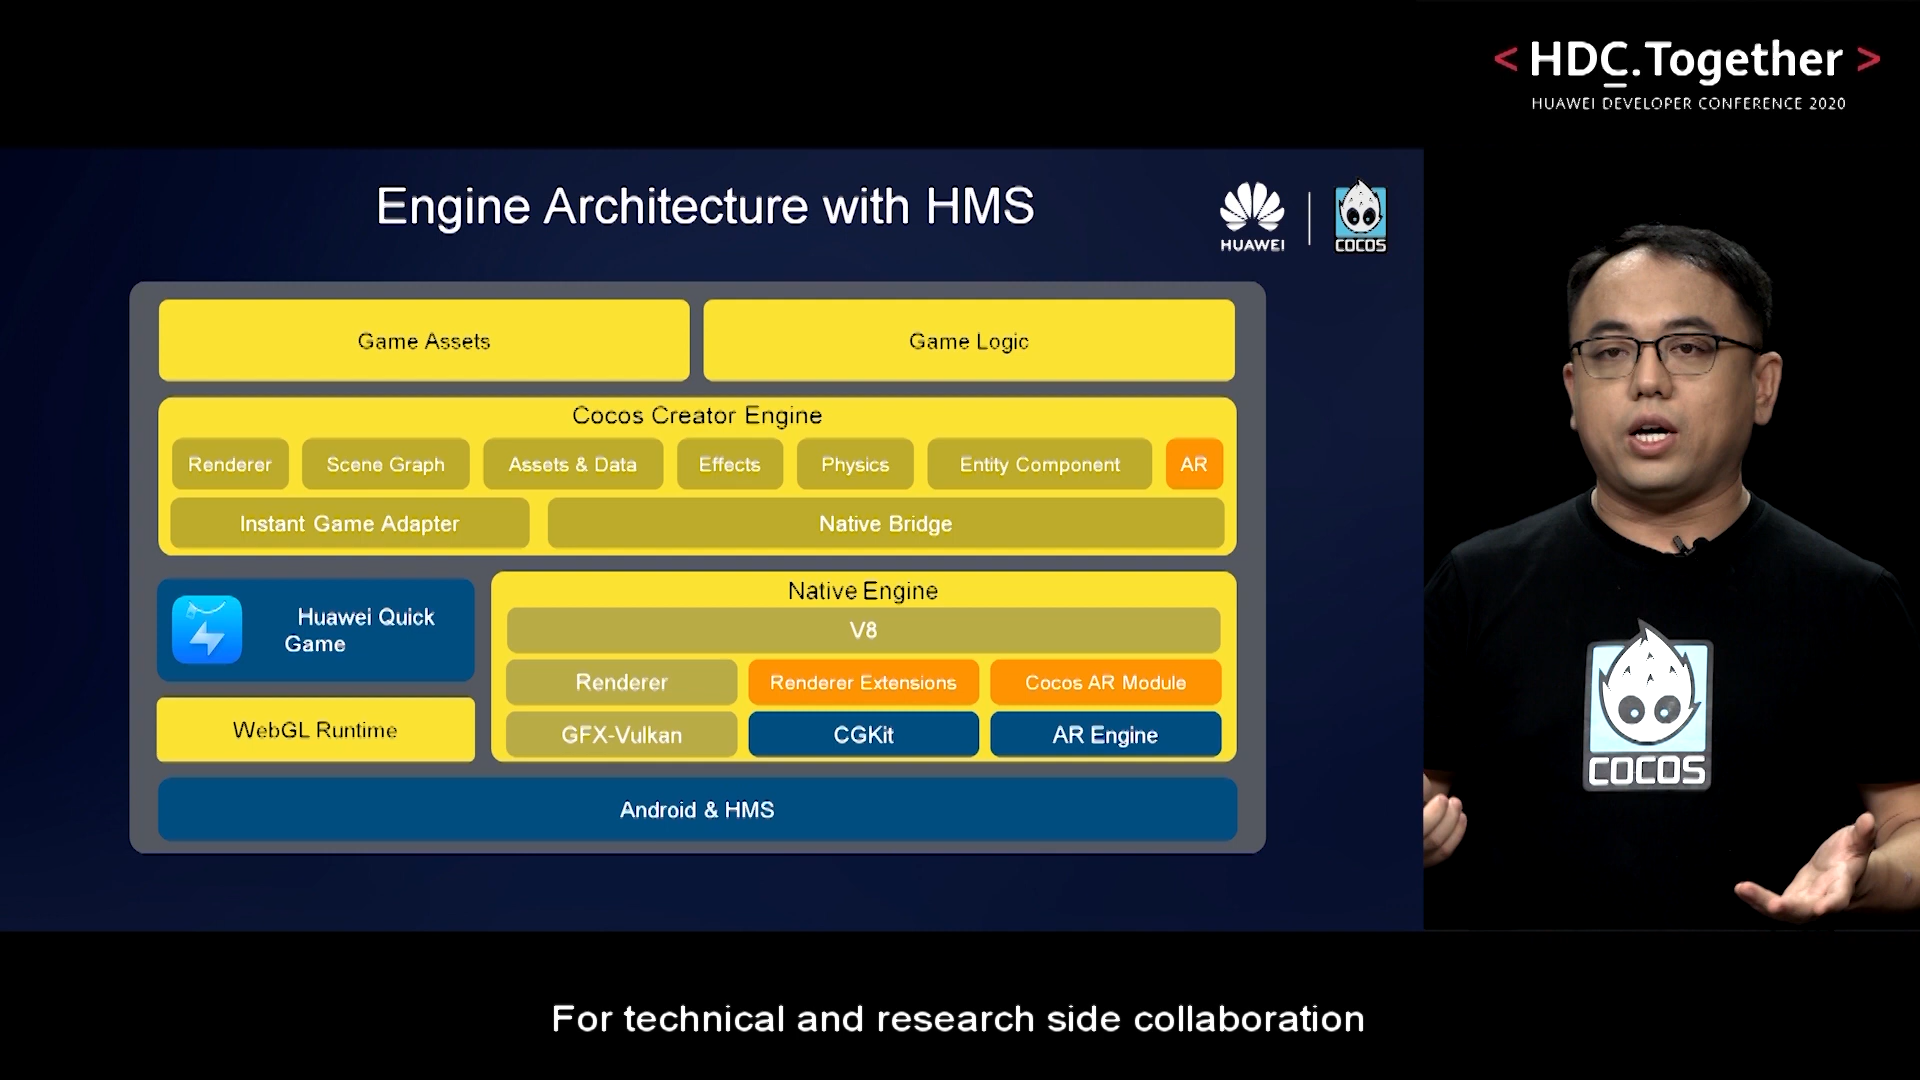 < HDC.Together >
HUAWEI DEVELOPER CONFERENCE 2020
Engine Architecture with HMS
HUAWEI
COCOS
Game Assets
Game Logic
Cocos Creator Engine
Renderer
Scene Graph
Assets & Data
Effects
Physics
Entity Component
AR
Instant Game Adapter
Native Bridge
Huawei Quick
Game
WebGL Runtime
Native Engine
V8
Renderer
Renderer Extensions
Cocos AR Module
GFX-Vulkan
CGKit
AR Engine
Android & HMS
COCOS
For technical and research side collaboration